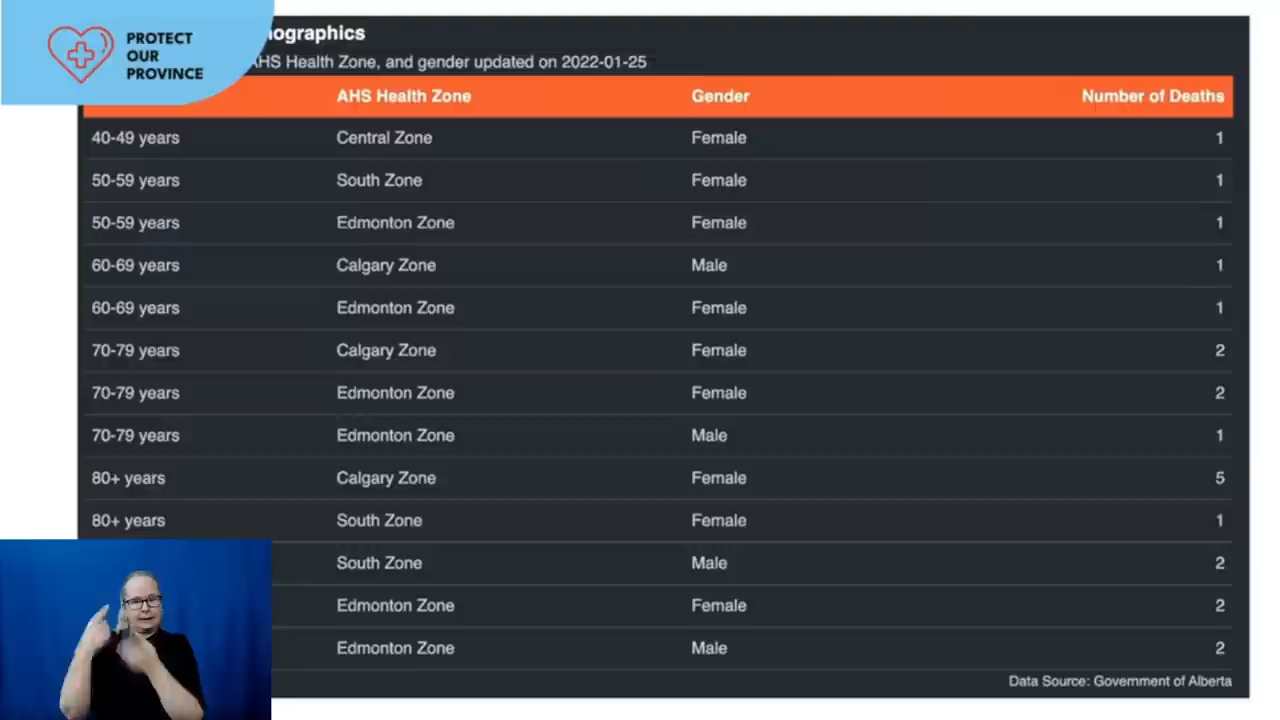 PROTECT
OUR
PROVINCE
ographics
AHS Health Zone, and gender updated on 2022-01-25
AHS Health Zone Gender Number of Deaths
40-49 years Central Zone Female 1
50-59 years South Zone Female 1
50-59 years Edmonton Zone Female 1
60-69 years Calgary Zone Male 1
60-69 years Edmonton Zone Female 1
70-79 years Calgary Zone Female 2
70-79 years Edmonton Zone Female 2
70-79 years Edmonton Zone Male 1
80+ years Calgary Zone Female 5
80+ years South Zone Female 1
South Zone Male 2
Edmonton Zone Female 2
Edmonton Zone Male 2
Data Source: Government of Alberta